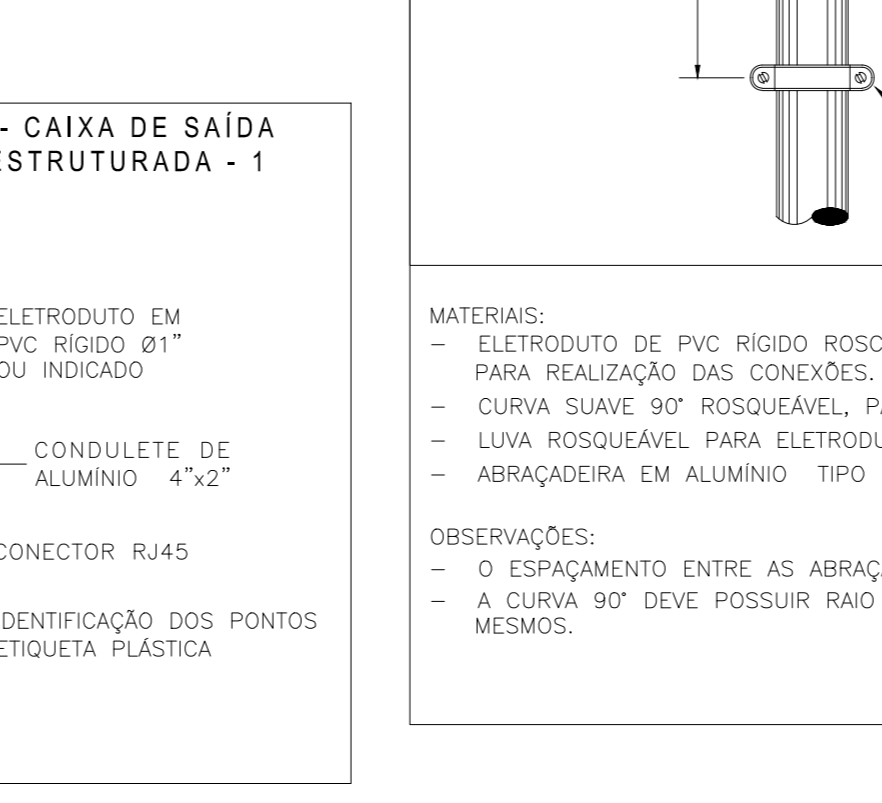 - CAIXA DE SAÍDA
ESTRUTURADA - 1
ELETRODUTO EM
PVC RÍGIDO Ø1"
OU INDICADO
CONDULETE DE
ALUMÍNIO 4"x2"
CONECTOR RJ45
IDENTIFICAÇÃO DOS PONTOS
ETIQUETA PLÁSTICA
MATERIAIS:
– ELETRODUTO DE PVC RÍGIDO ROSC
PARA REALIZAÇÃO DAS CONEXÕES.
– CURVA SUAVE 90° ROSQUEÁVEL, PA
– LUVA ROSQUEÁVEL PARA ELETRODU
– ABRAÇADEIRA EM ALUMÍNIO TIPO
OBSERVAÇÕES:
– O ESPAÇAMENTO ENTRE AS ABRAÇA
– A CURVA 90° DEVE POSSUIR RAIO
MESMOS.